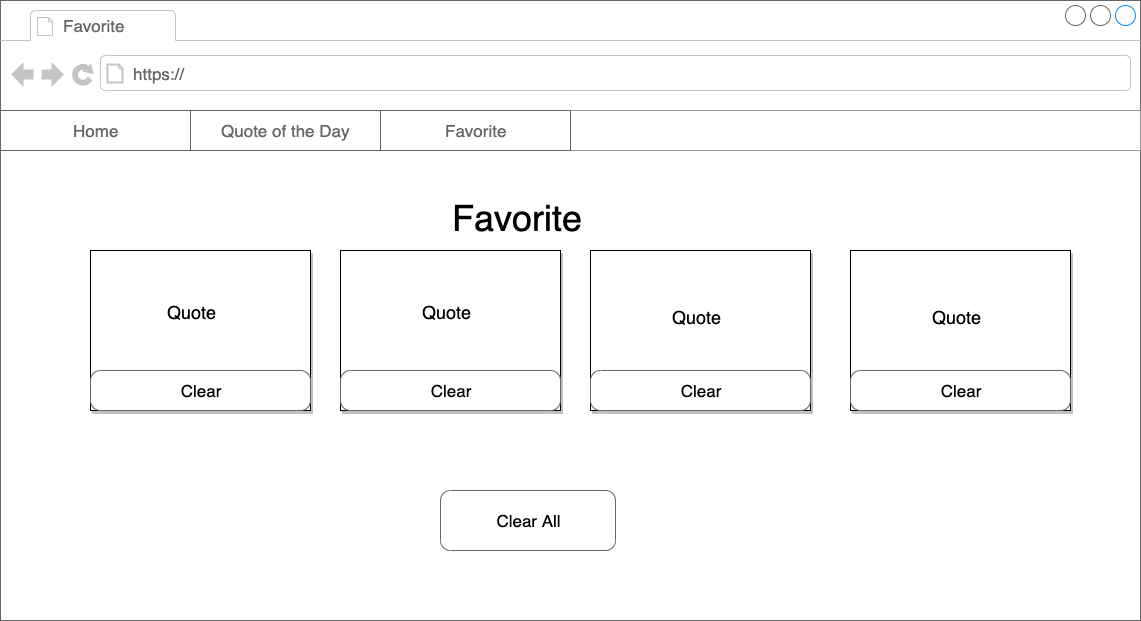 Favorite
https://
Home
Quote of the Day
Favorite
Favorite
Quote
Quote
Quote
Quote
Clear
Clear
Clear
Clear
Clear All